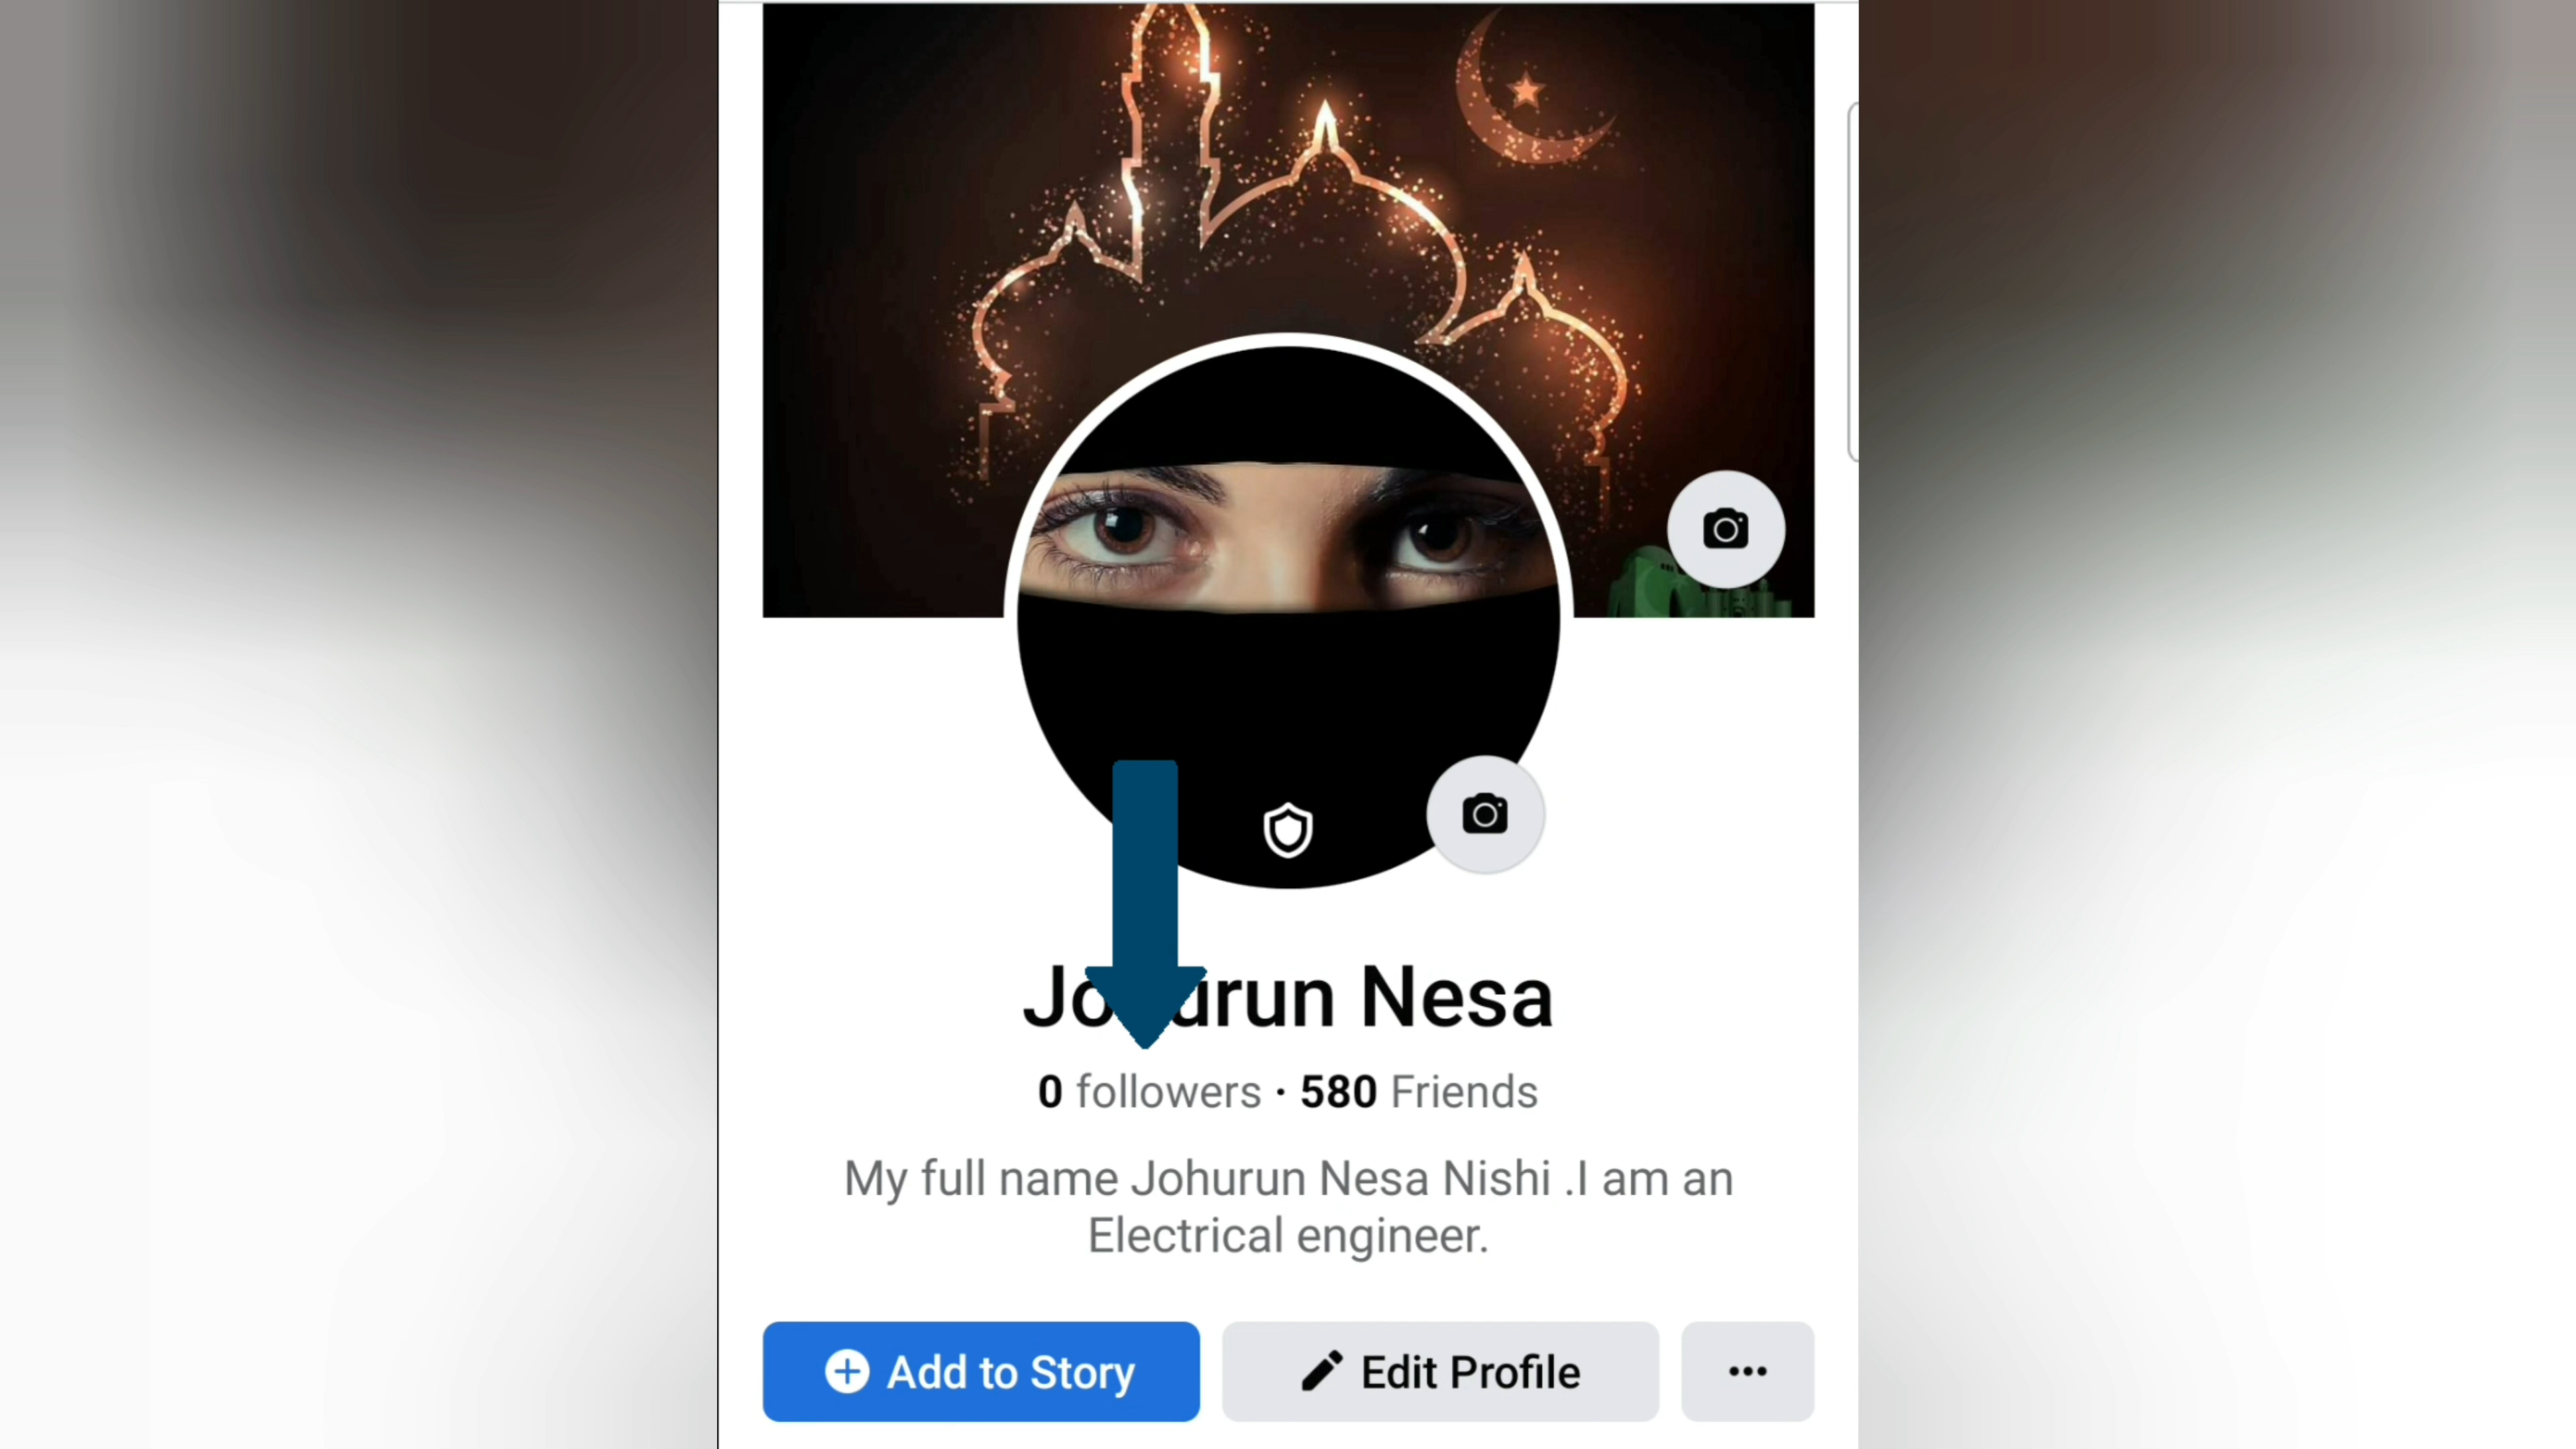 Johurun Nesa
0 followers · 580 Friends
My full name Johurun Nesa Nishi .I am an
Electrical engineer.
Add to Story
Edit Profile